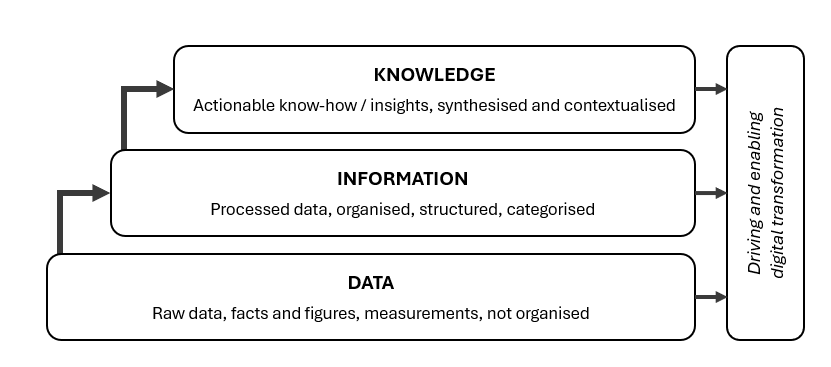 KNOWLEDGE
Actionable know-how / insights, synthesised and contextualised
INFORMATION
Processed data, organised, structured, categorised
DATA
Raw data, facts and figures, measurements, not organised
Driving and enabling
digital transformation